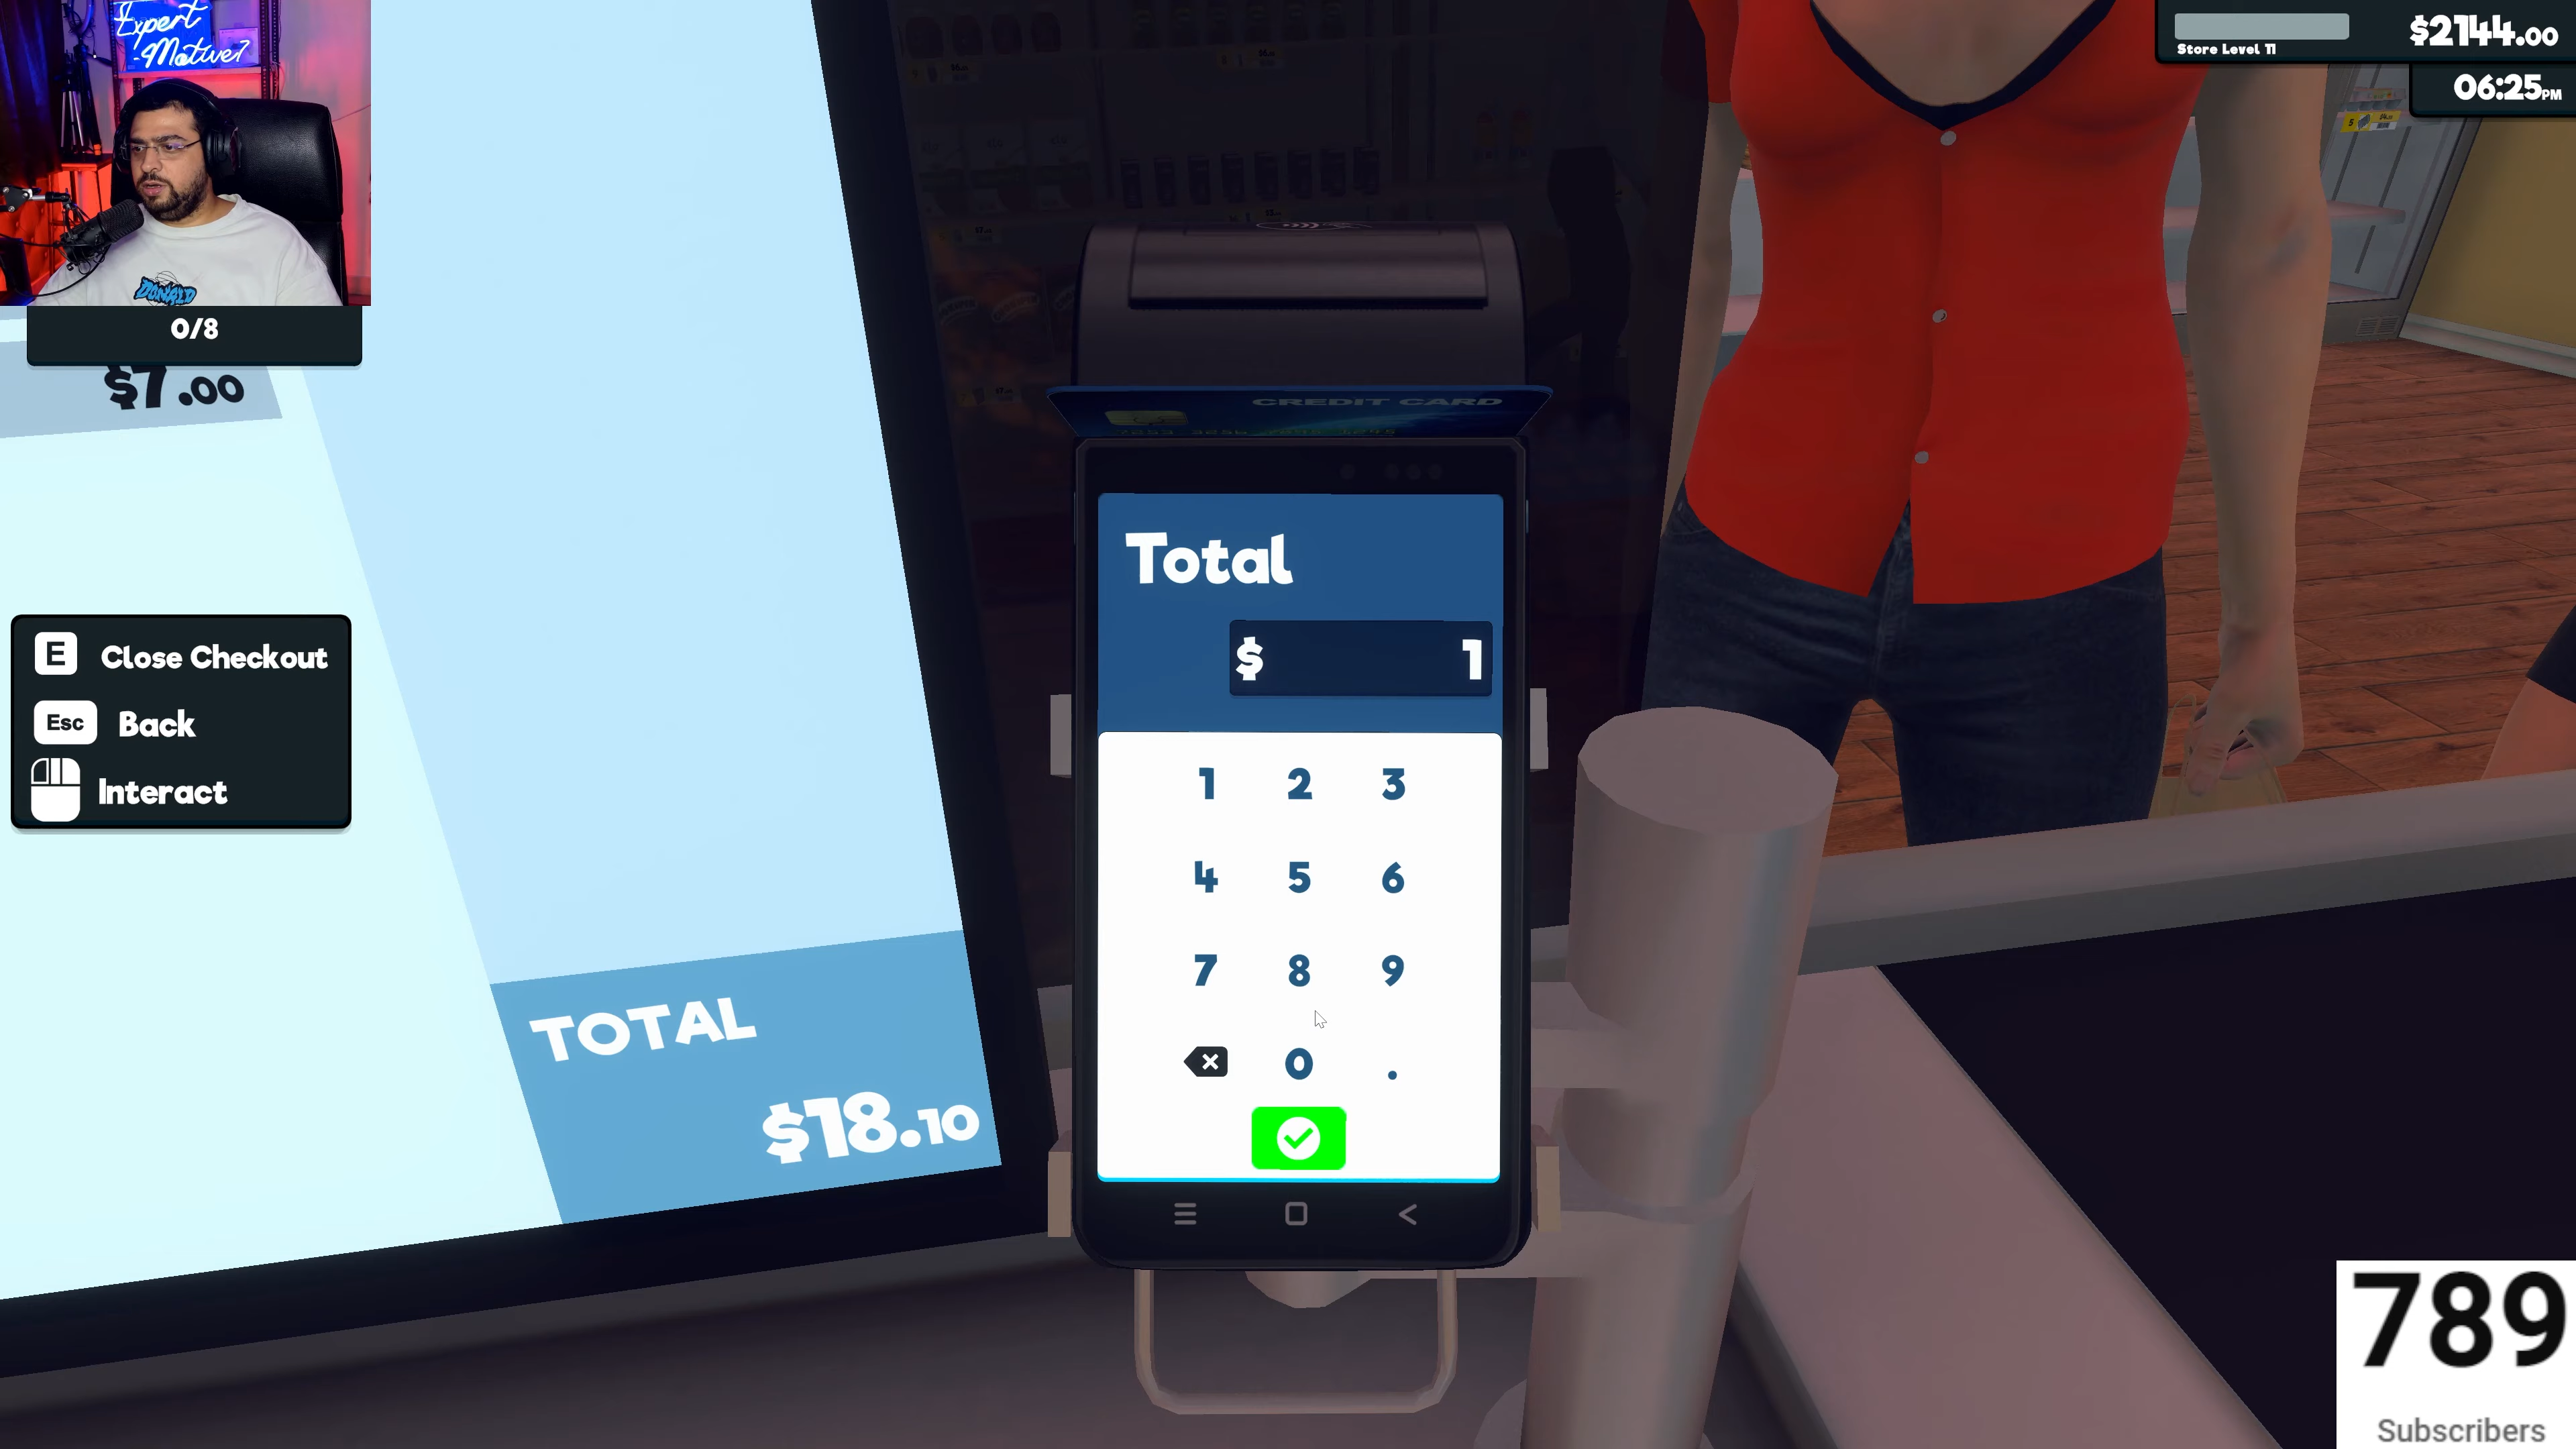 Expert
Motive7
$2144.00
Store Level 11
06:25PM
0/8
$7.00
CREDIT CARD
Total
$ 1
E Close Checkout
Esc Back
Interact
1 2 3
4 5 6
7 8 9
0 .
TOTAL
$18.10
DONALD
789
Subscribers